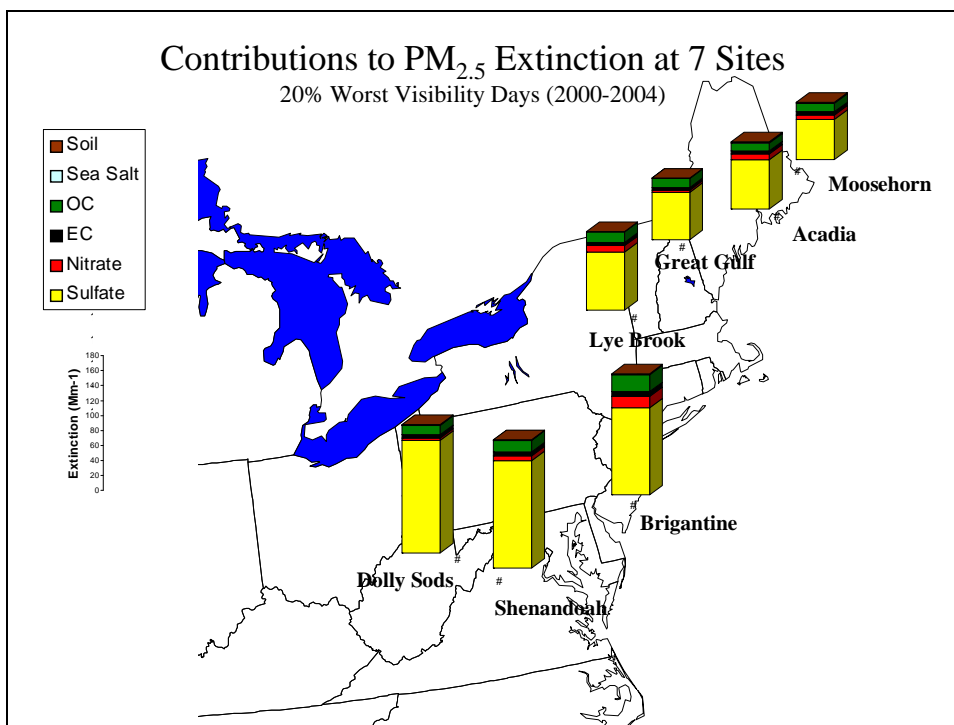 Contributions to PM2.5 Extinction at 7 Sites
20% Worst Visibility Days (2000-2004)
Soil
Sea Salt
OC
EC
Nitrate
Sulfate
Moosehorn
Acadia
Great Gulf
Lye Brook
180
160
140
120
100
80
60
40
20
0
Extinction (Mm-1)
Brigantine
Dolly Sods
Shenandoah
#
#
#
#
#
#